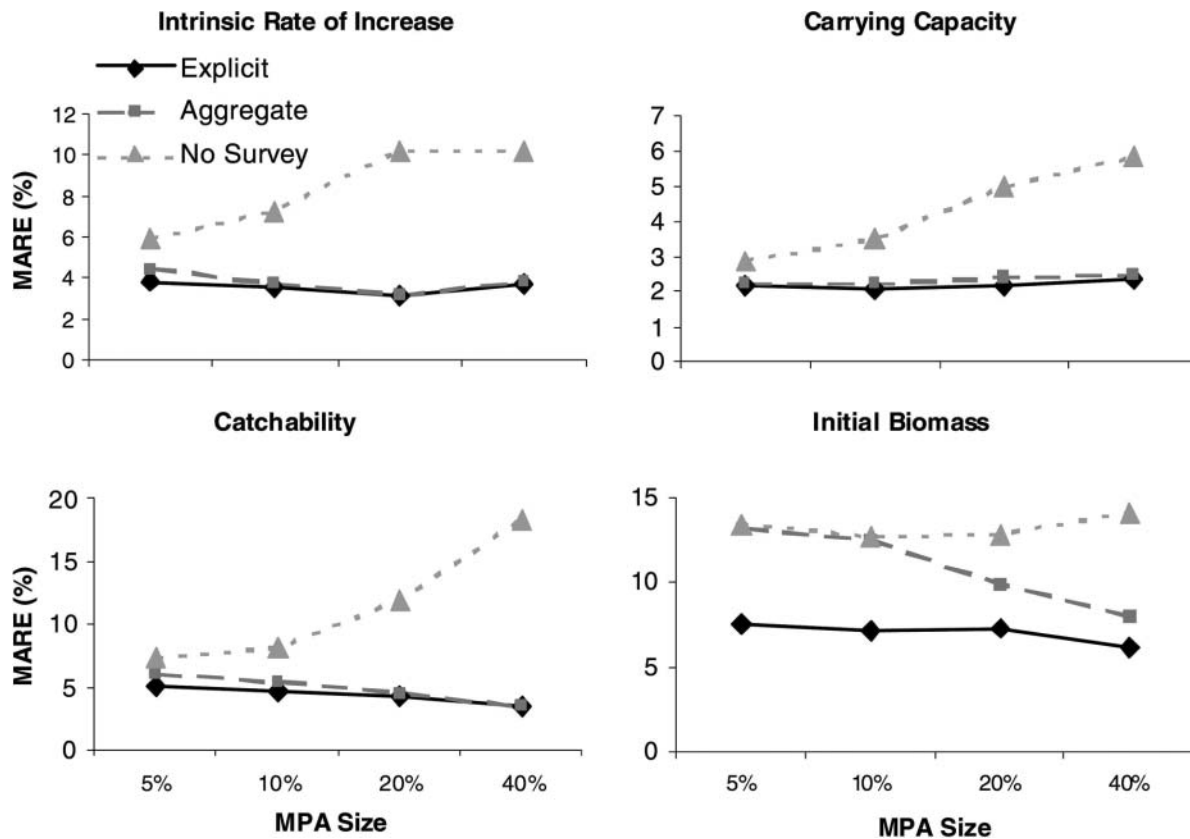 Intrinsic Rate of Increase
Explicit
Aggregate
No Survey
MARE (%)
12
10
8
6
4
2
0
Carrying Capacity
7
6
5
4
3
2
1
0
Catchability
MARE (%)
20
15
10
5
0
5% 10% 20% 40%
MPA Size
Initial Biomass
15
10
5
0
5% 10% 20% 40%
MPA Size